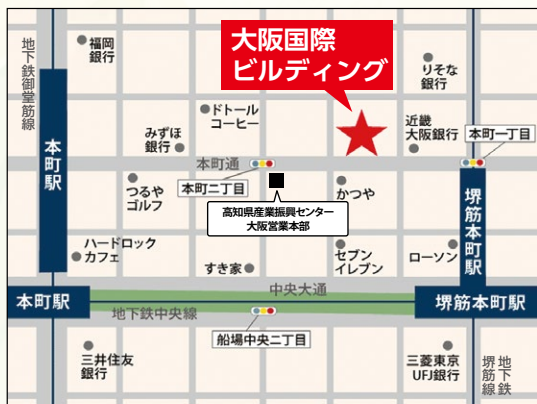 大阪国際
ビルディング
地下鉄御堂筋線
福岡
銀行
りそな
銀行
ドトール
コーヒー
みずほ
銀行
近畿
大阪銀行
本町一丁目
本町駅
本町通
本町二丁目
つるや
ゴルフ
かつや
高知県産業振興センター
大阪営業本部
堺筋本町駅
ハードロック
カフェ
すき家
セブン
イレブン
ローソン
中央大通
本町駅
堺筋本町駅
地下鉄中央線
船場中央二丁目
三井住友
銀行
三菱東京
UFJ銀行
地下鉄
堺筋線